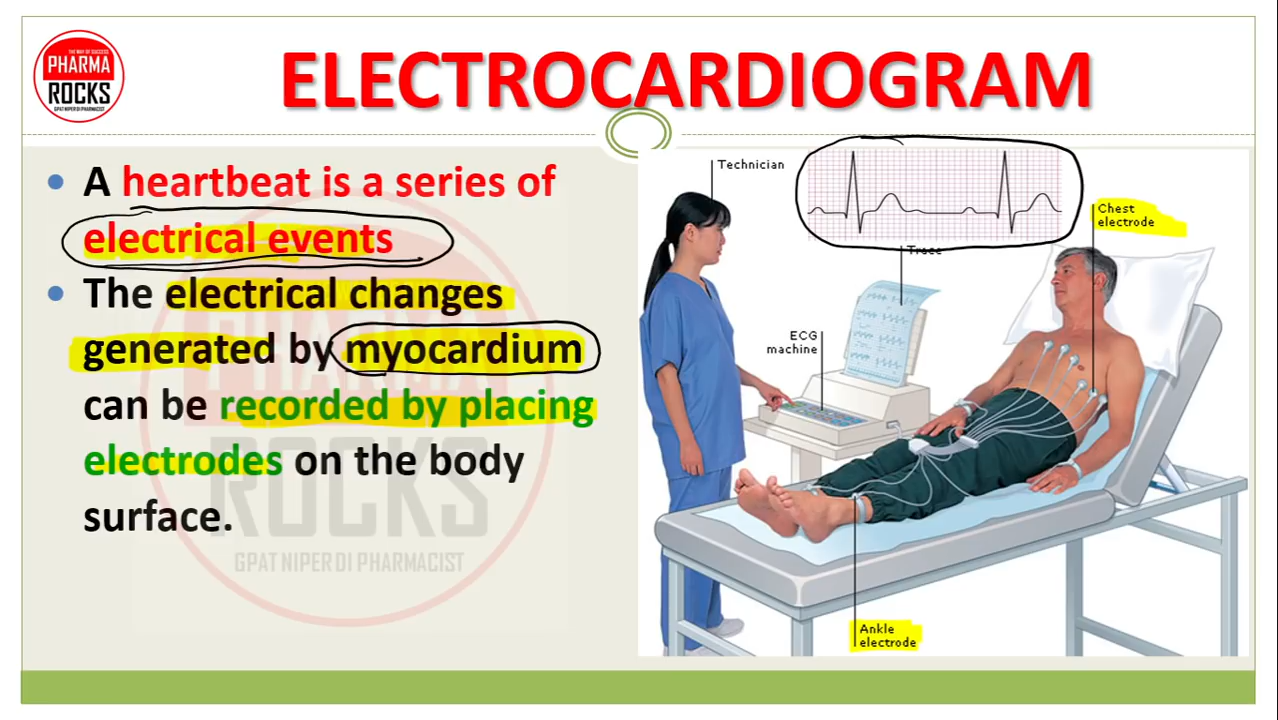 THE WAY OF SUCCESS
PHARMA
ROCKS
GPAT NIPER DI PHARMACIST
ELECTROCARDIOGRAM
• A heartbeat is a series of
electrical events
• The electrical changes
generated by myocardium
can be recorded by placing
electrodes on the body
surface.
PHARMA
ROCKS
GPAT NIPER DI PHARMACIST
Technician
Trace
Chest
electrode
ECG
machine
Ankle
electrode